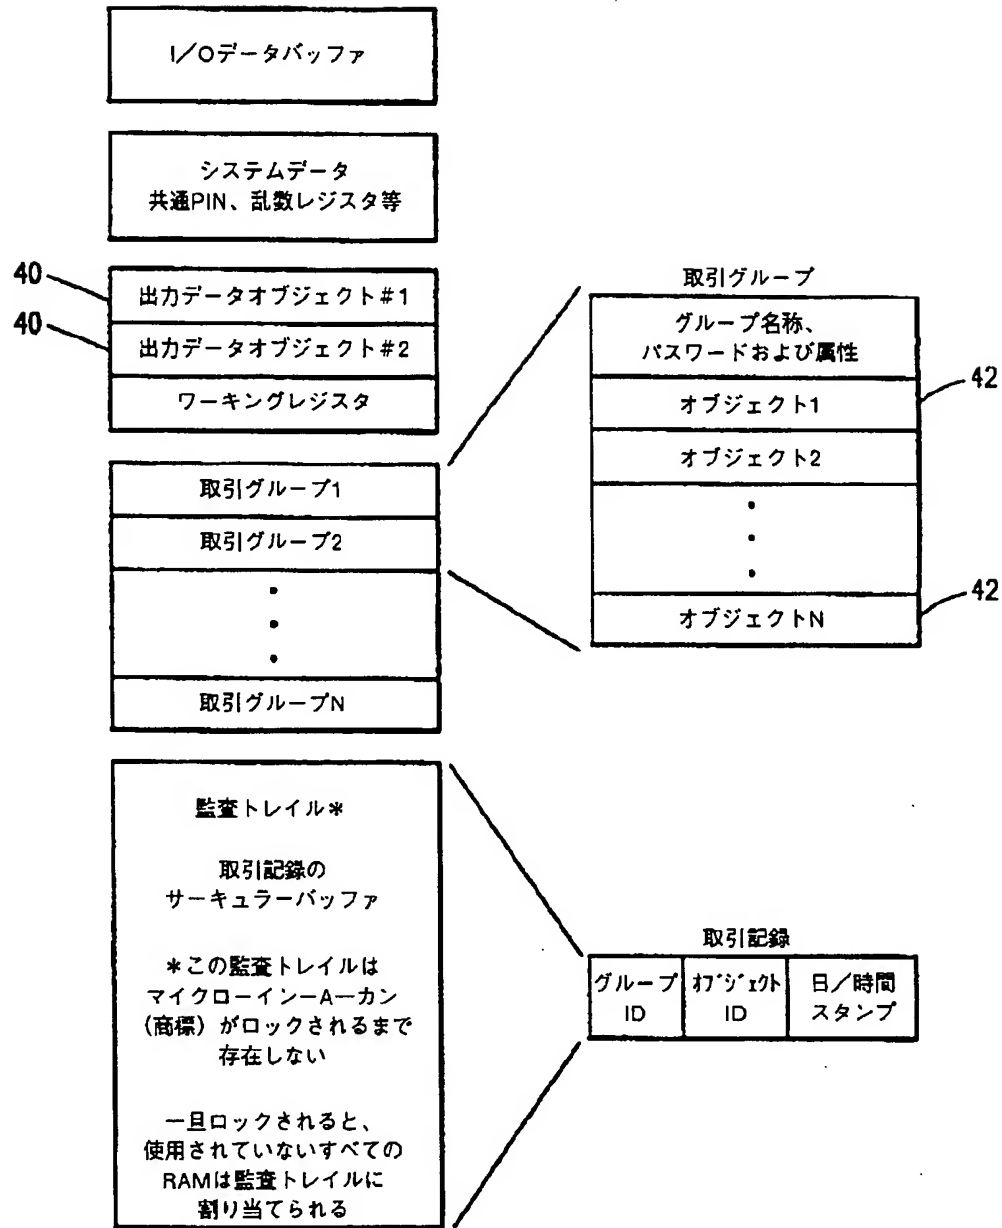 I/Oデータバッファ
システムデータ
共通PIN、乱数レジスタ等
40
出力データオブジェクト#1
40
出力データオブジェクト#2
ワーキングレジスタ
取引グループ1
取引グループ2
取引グループN
取引グループ
グループ名称、
パスワードおよび属性
42
オブジェクト1
オブジェクト2
42
オブジェクトN
監査トレイル*
取引記録の
サーキュラーバッファ
*この監査トレイルは
マイクローインーAーカン
(商標)がロックされるまで
存在しない
一旦ロックされると、
使用されていないすべての
RAMは監査トレイルに
割り当てられる
取引記録
グループ
ID
オブジェクト
ID
日/時間
スタンプ